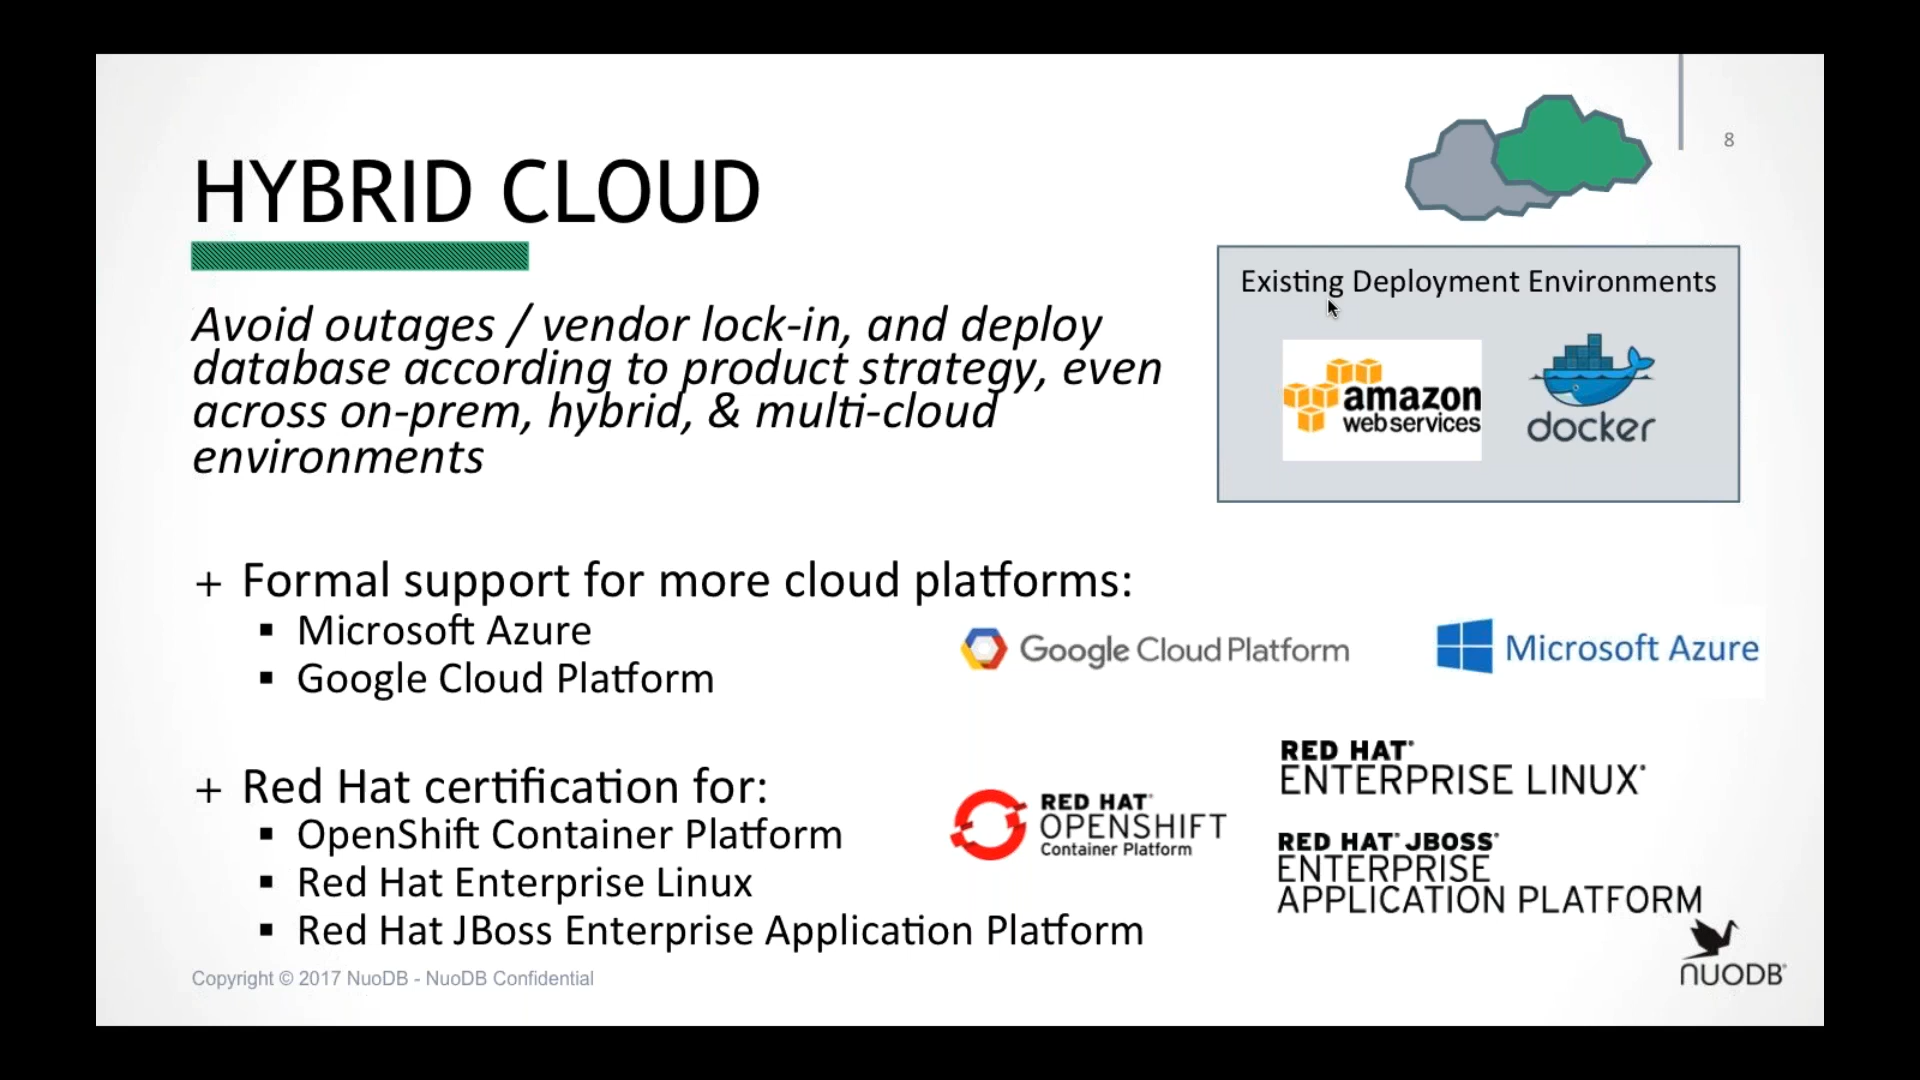 8
HYBRID CLOUD
Existing Deployment Environments
amazon
webservices
docker
Avoid outages / vendor lock-in, and deploy
database according to product strategy, even
across on-prem, hybrid, & multi-cloud
environments
+ Formal support for more cloud platforms:
▪ Microsoft Azure
▪ Google Cloud Platform
Google Cloud Platform
Microsoft Azure
+ Red Hat certification for:
▪ OpenShift Container Platform
▪ Red Hat Enterprise Linux
▪ Red Hat JBoss Enterprise Application Platform
RED HAT®
OPENSHIFT
Container Platform
RED HAT®
ENTERPRISE LINUX®
RED HAT® JBOSS®
ENTERPRISE
APPLICATION PLATFORM
Copyright © 2017 NuoDB - NuoDB Confidential
NUODB®